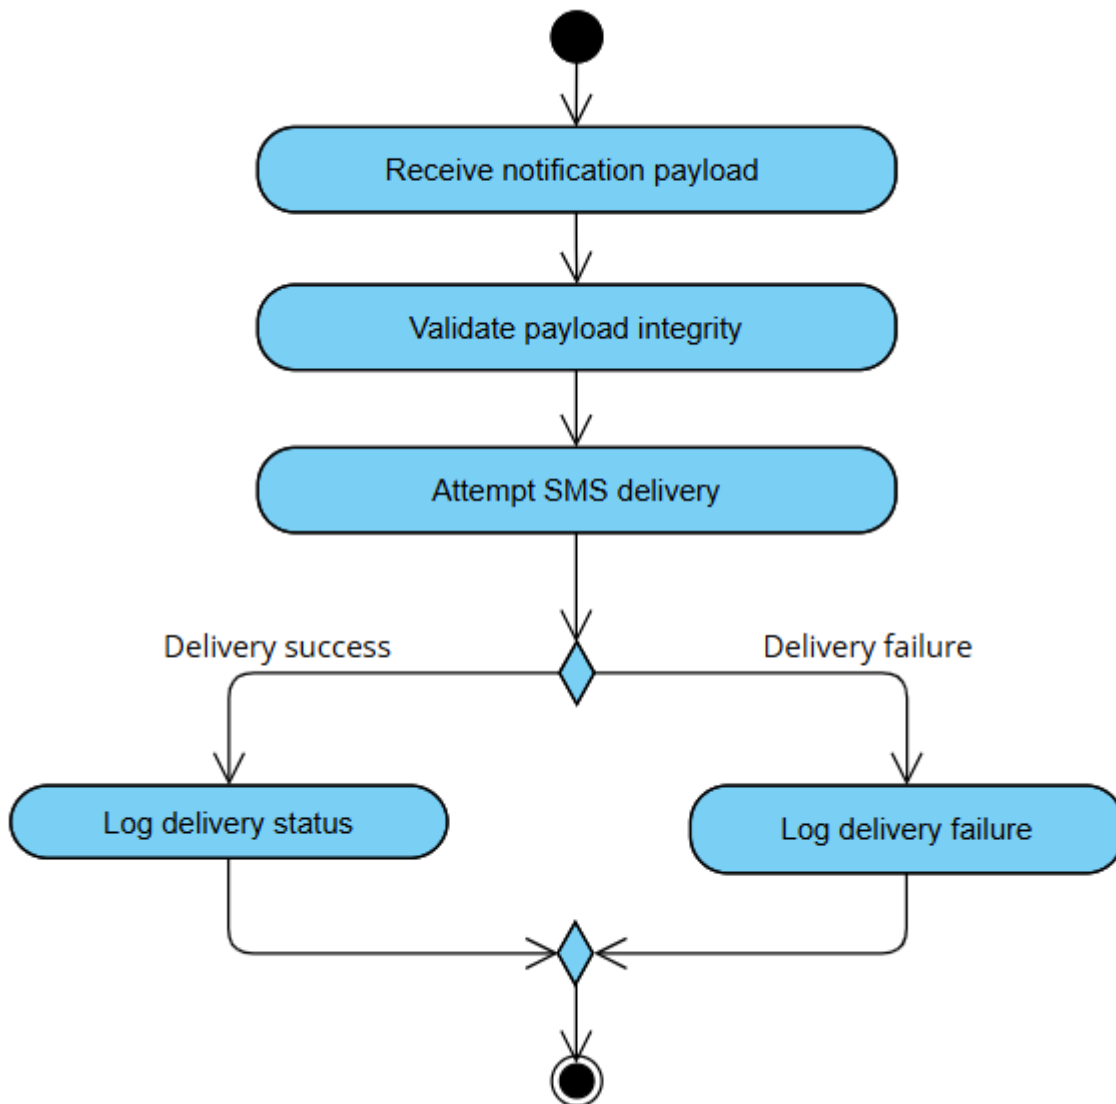 Receive notification payload
Validate payload integrity
Attempt SMS delivery
Delivery success
Delivery failure
Log delivery status
Log delivery failure